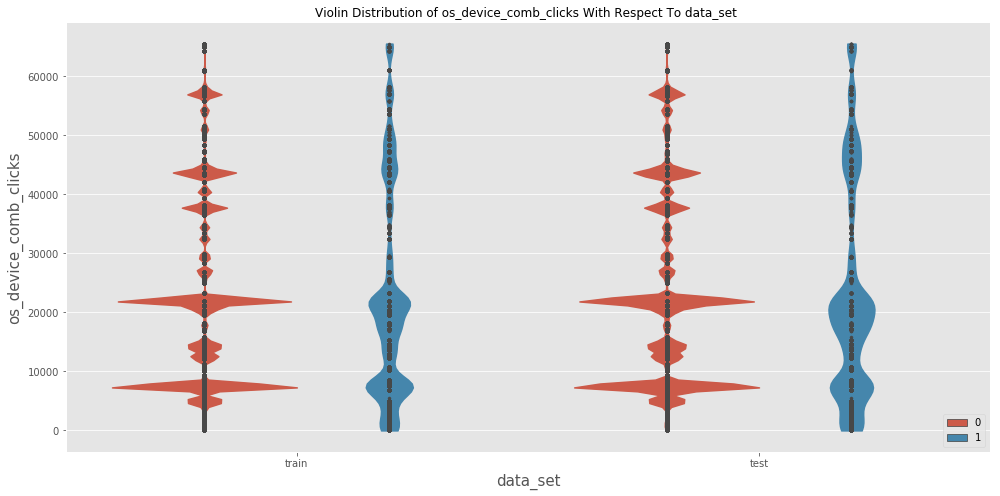 Violin Distribution of os_device_comb_clicks With Respect To data_set
os_device_comb_clicks
60000
50000
40000
30000
20000
10000
0
train
test
data_set
0
1